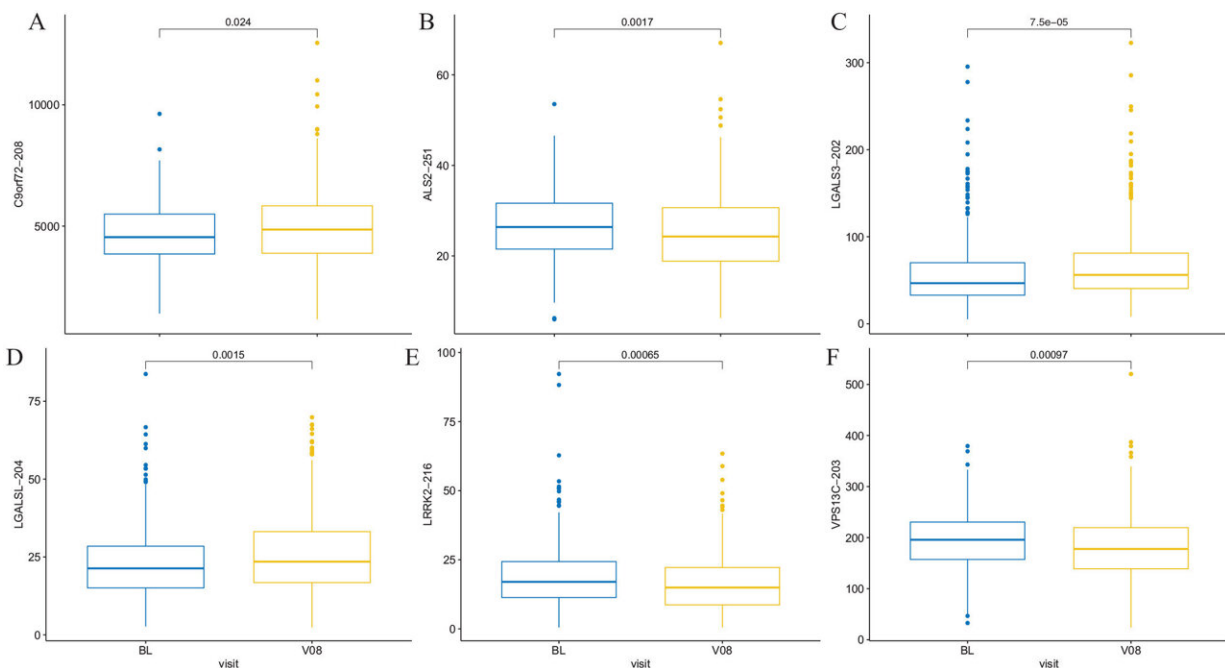 A
0.024
10000
5000
C9orf72−208
B
0.0017
60
40
20
ALS2−251
C
7.5e−05
300
200
100
0
LGALS3−202
D
0.0015
75
50
25
0
LGALSL−204
BL
V08
visit
E
0.00065
100
75
50
25
0
LRRK2−216
BL
V08
visit
F
0.00097
500
400
300
200
100
0
VPS13C−203
BL
V08
visit